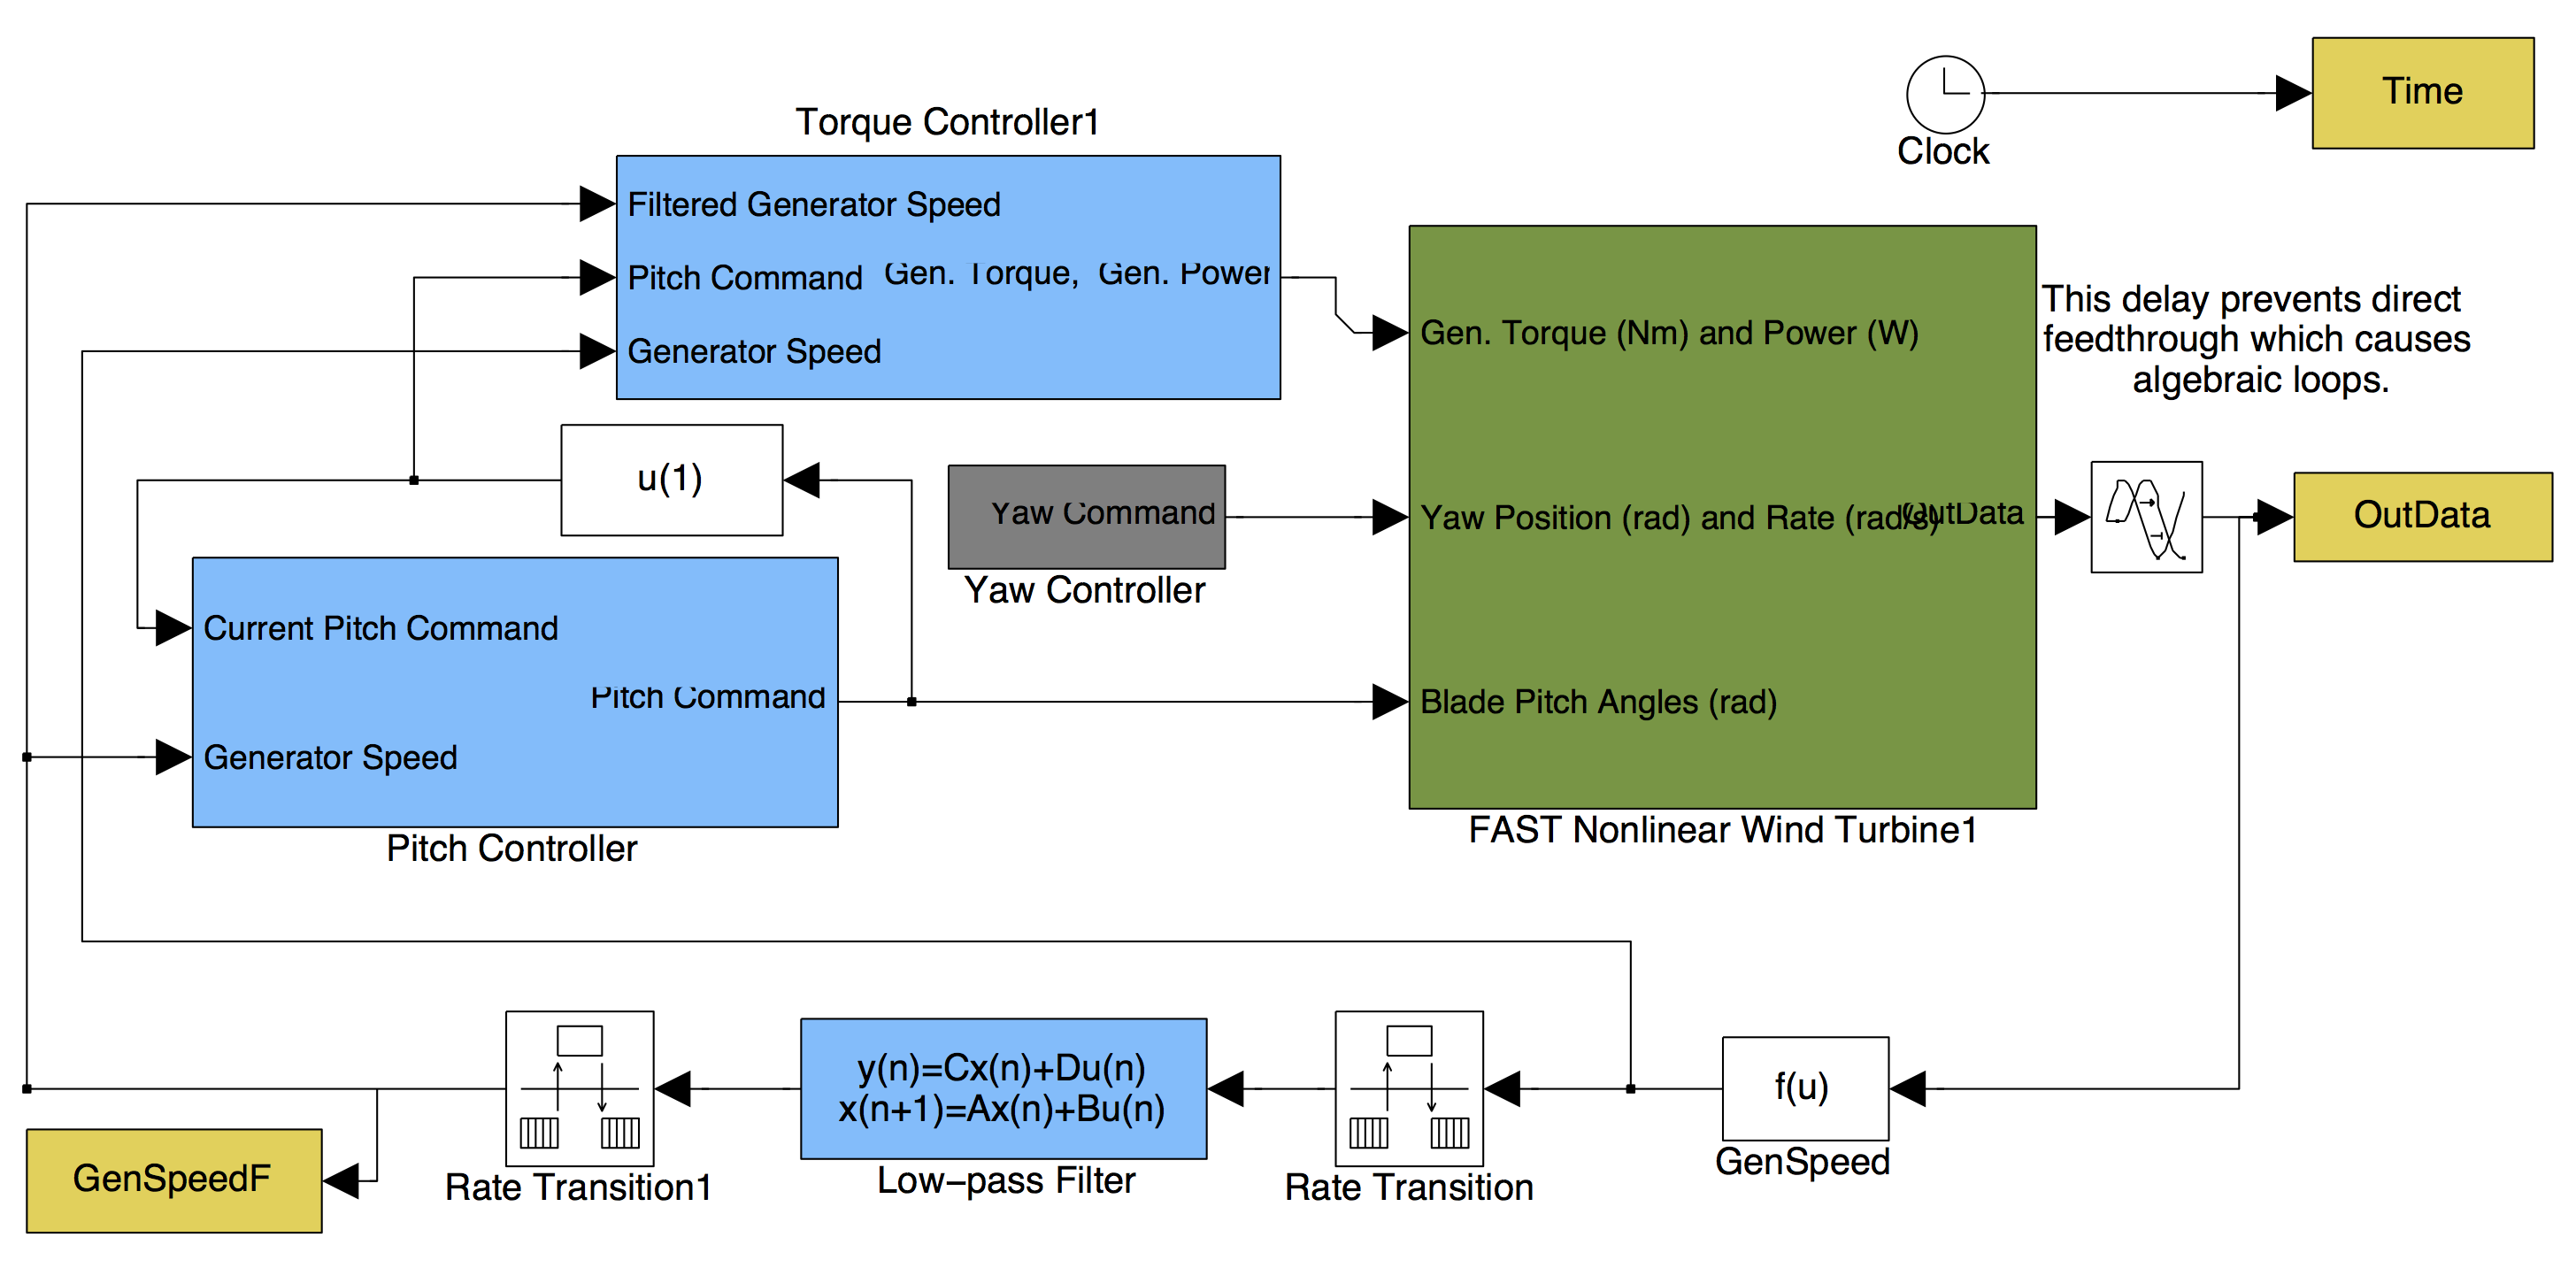 Time
Clock
Torque Controller1
Filtered Generator Speed
Pitch Command
Gen. Torque, Gen. Power
Generator Speed
This delay prevents direct
feedthrough which causes
algebraic loops.
Gen. Torque (Nm) and Power (W)
u(1)
Yaw Command
Yaw Controller
Yaw Position (rad) and Rate (rad/s)
OutData
OutData
Current Pitch Command
Pitch Command
Generator Speed
Pitch Controller
Blade Pitch Angles (rad)
FAST Nonlinear Wind Turbine1
y(n)=Cx(n)+Du(n)
x(n+1)=Ax(n)+Bu(n)
f(u)
GenSpeed
GenSpeedF
Rate Transition1
Low−pass Filter
Rate Transition